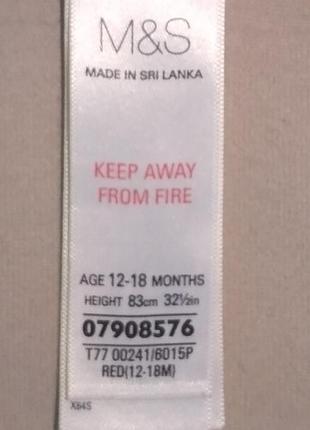 M&S
MADE IN SRI LANKA
KEEP AWAY
FROM FIRE
AGE 12-18 MONTHS
HEIGHT 83cm 32½in
07908576
T77 00241/6015P
RED(12-18M)
X64S